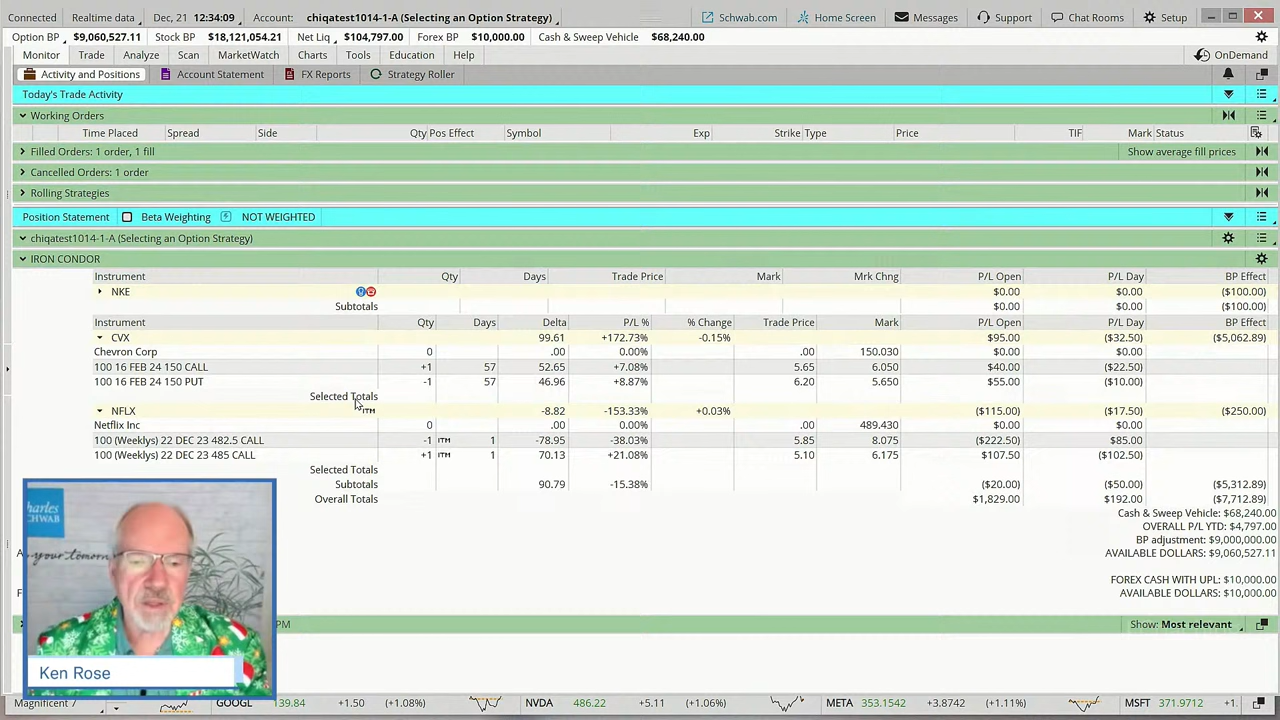 Connected Realtime data Dec, 21 12:34:09 Account: chiqatest1014-1-A (Selecting an Option Strategy) Schwab.com Home Screen Messages Support Chat Rooms Setup
Option BP $9,060,527.11 Stock BP $18,121,054.21 Net Liq $104,797.00 Forex BP $10,000.00 Cash & Sweep Vehicle $68,240.00
Monitor Trade Analyze Scan MarketWatch Charts Tools Education Help OnDemand
Activity and Positions Account Statement FX Reports Strategy Roller
Today's Trade Activity
Working Orders
Time Placed Spread Side Qty Pos Effect Symbol Exp Strike Type Price TIF Mark Status
Filled Orders: 1 order, 1 fill Show average fill prices
Cancelled Orders: 1 order
Rolling Strategies
Position Statement Beta Weighting NOT WEIGHTED
chiqatest1014-1-A (Selecting an Option Strategy)
IRON CONDOR
Instrument Qty Days Trade Price Mark Mrk Chng P/L Open P/L Day BP Effect
NKE $0.00 $0.00 ($100.00)
Subtotals $0.00 $0.00 ($100.00)
Instrument Qty Days Delta P/L % % Change Trade Price Mark P/L Open P/L Day BP Effect
CVX 99.61 +172.73% -0.15% $95.00 ($32.50) ($5,062.89)
Chevron Corp 0 .00 0.00% .00 150.030 $0.00 $0.00
100 16 FEB 24 150 CALL +1 57 52.65 +7.08% 5.65 6.050 $40.00 ($22.50)
100 16 FEB 24 150 PUT -1 57 46.96 +8.87% 6.20 5.650 $55.00 ($10.00)
Selected Totals
NFLX ITM -8.82 -153.33% +0.03% ($115.00) ($17.50) ($250.00)
Netflix Inc 0 .00 0.00% .00 489.430 $0.00 $0.00
100 (Weeklys) 22 DEC 23 482.5 CALL -1 ITM 1 -78.95 -38.03% 5.85 8.075 ($222.50) $85.00
100 (Weeklys) 22 DEC 23 485 CALL +1 ITM 1 70.13 +21.08% 5.10 6.175 $107.50 ($102.50)
Selected Totals
Subtotals 90.79 -15.38% ($20.00) ($50.00) ($5,312.89)
Overall Totals $1,829.00 $192.00 ($7,712.89)
Cash & Sweep Vehicle: $68,240.00
OVERALL P/L YTD: $4,797.00
BP adjustment: $9,000,000.00
AVAILABLE DOLLARS: $9,060,527.11
FOREX CASH WITH UPL: $10,000.00
AVAILABLE DOLLARS: $10,000.00
PM Show: Most relevant
Ken Rose
Magnificent 7 GOOGL 139.84 +1.50 (+1.08%) NVDA 486.22 +5.11 (+1.06%) META 353.1542 +3.8742 (+1.11%) MSFT 371.9712 +1